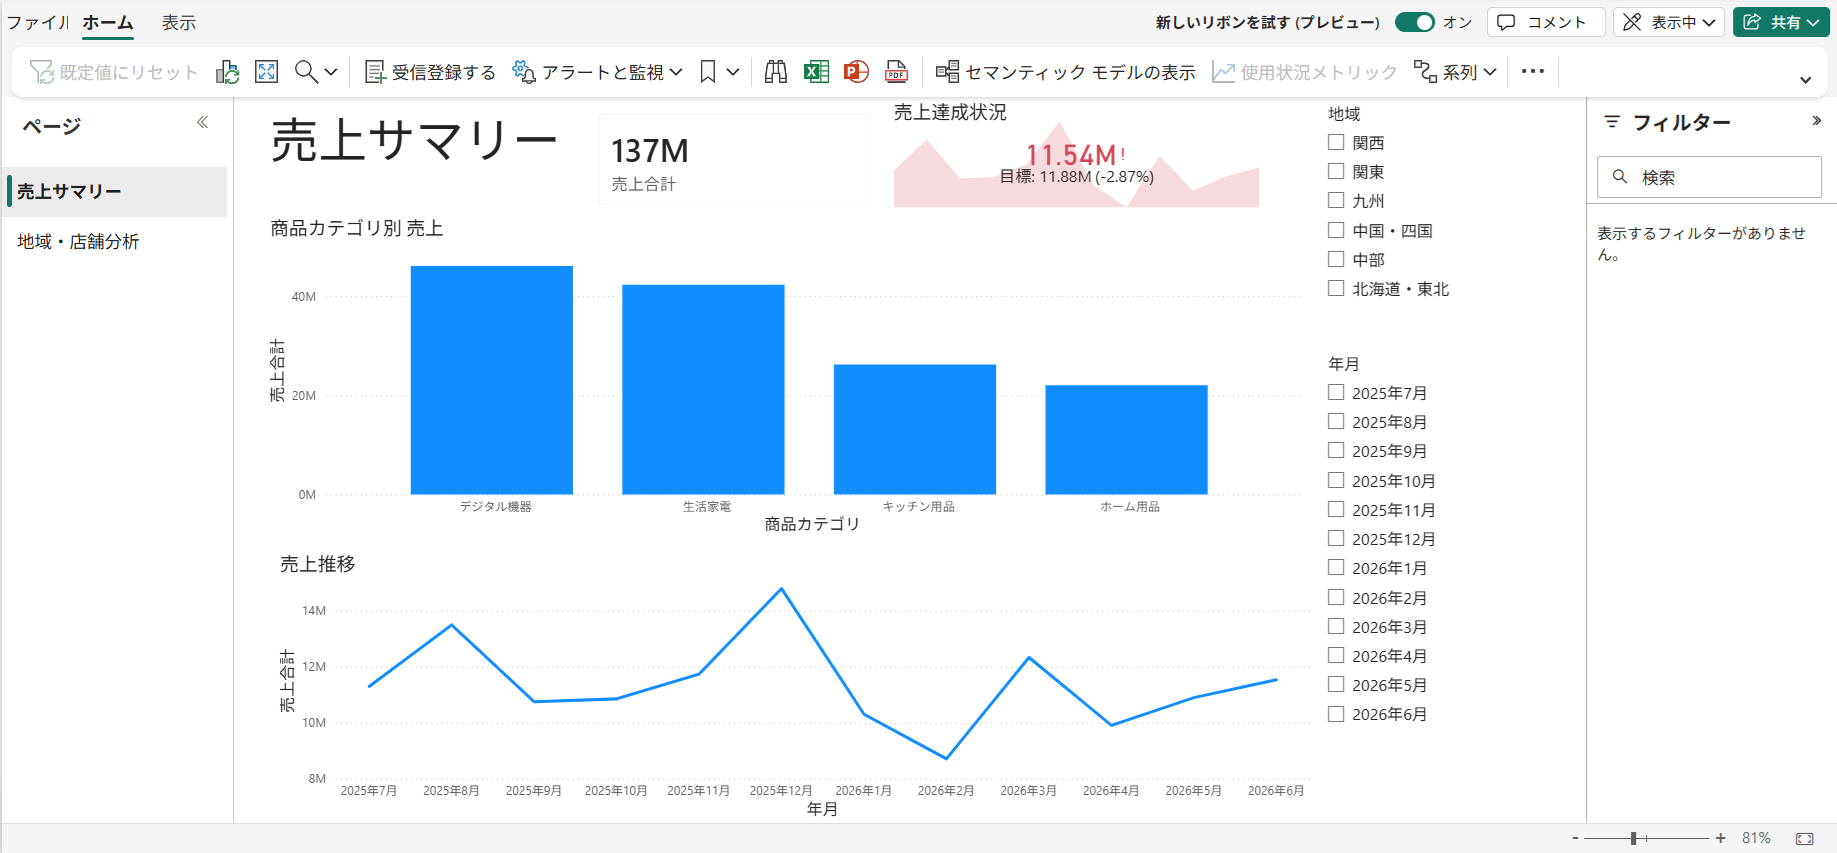 ファイル ホーム 表示
新しいリボンを試す (プレビュー) オン コメント 表示中 共有
既定値にリセット 受信登録する アラートと監視 セマンティック モデルの表示 使用状況メトリック 系列 ···
ページ
売上サマリー
地域・店舗分析
売上サマリー
137M
売上合計
売上達成状況
11.54M!
目標: 11.88M (-2.87%)
商品カテゴリ別 売上
売上合計
40M
20M
0M
デジタル機器 生活家電 キッチン用品 ホーム用品
商品カテゴリ
売上推移
売上合計
14M
12M
10M
8M
2025年7月 2025年8月 2025年9月 2025年10月 2025年11月 2025年12月 2026年1月 2026年2月 2026年3月 2026年4月 2026年5月 2026年6月
年月
地域
関西
関東
九州
中国・四国
中部
北海道・東北
年月
2025年7月
2025年8月
2025年9月
2025年10月
2025年11月
2025年12月
2026年1月
2026年2月
2026年3月
2026年4月
2026年5月
2026年6月
フィルター
検索
表示するフィルターがありませ
ん。
- + 81%